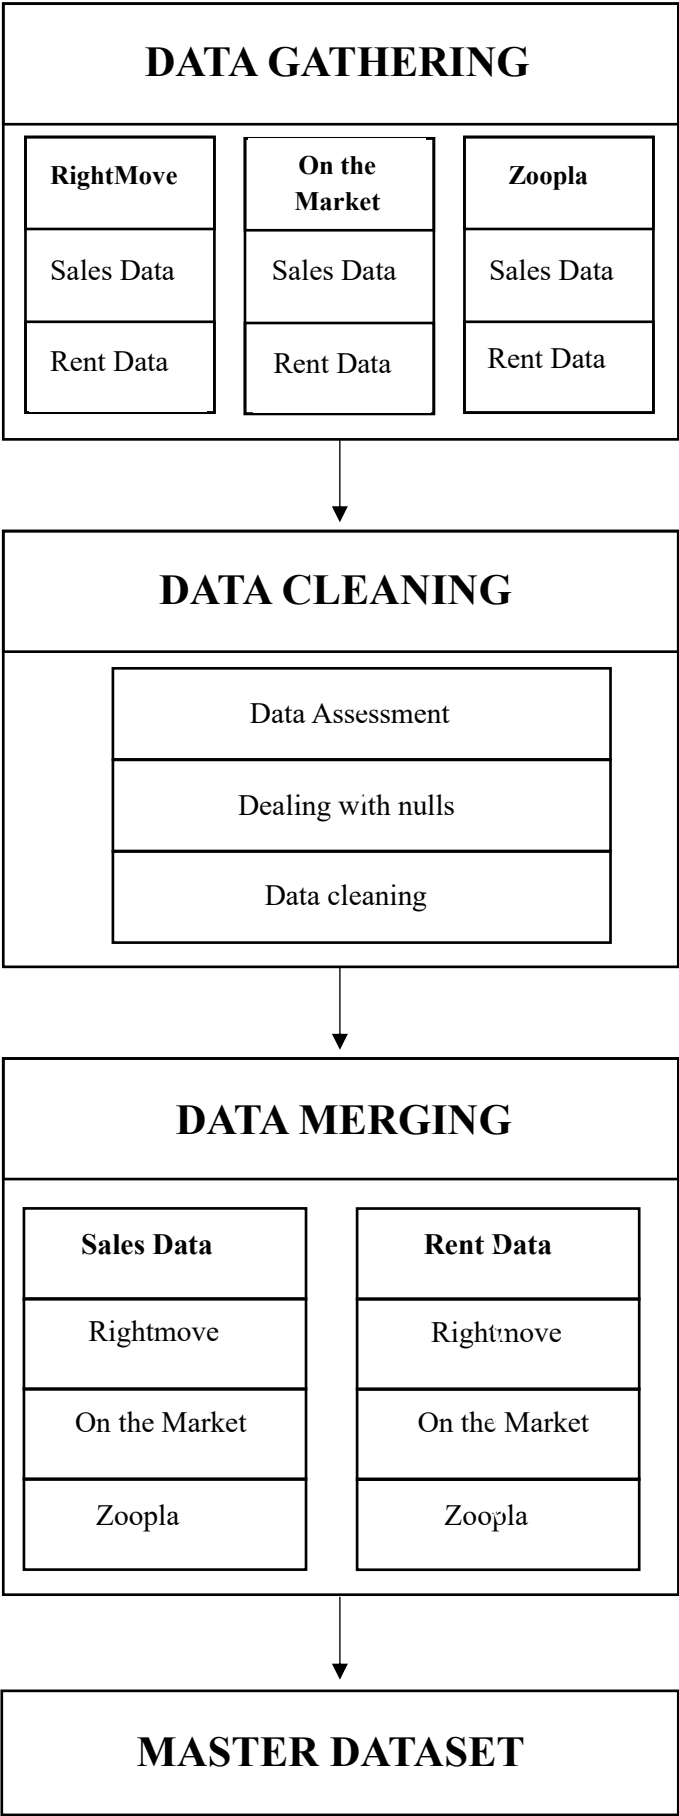 DATA GATHERING
RightMove
Sales Data
Rent Data
On the
Market
Sales Data
Rent Data
Zoopla
Sales Data
Rent Data
DATA CLEANING
Data Assessment
Dealing with nulls
Data cleaning
DATA MERGING
Sales Data
Rightmove
On the Market
Zoopla
Rent Data
Rightmove
On the Market
Zoopla
MASTER DATASET